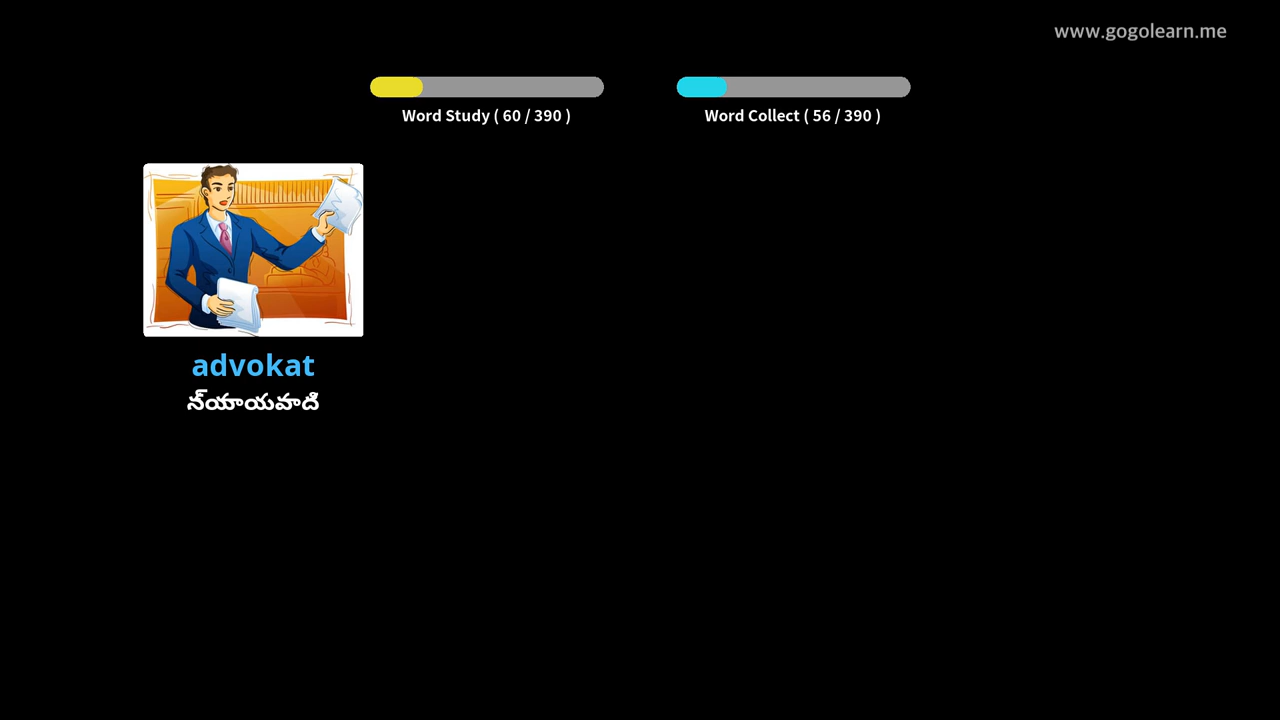 www.gogolearn.me
Word Study ( 60 / 390 )
Word Collect ( 56 / 390 )
advokat
న్యాయవాది